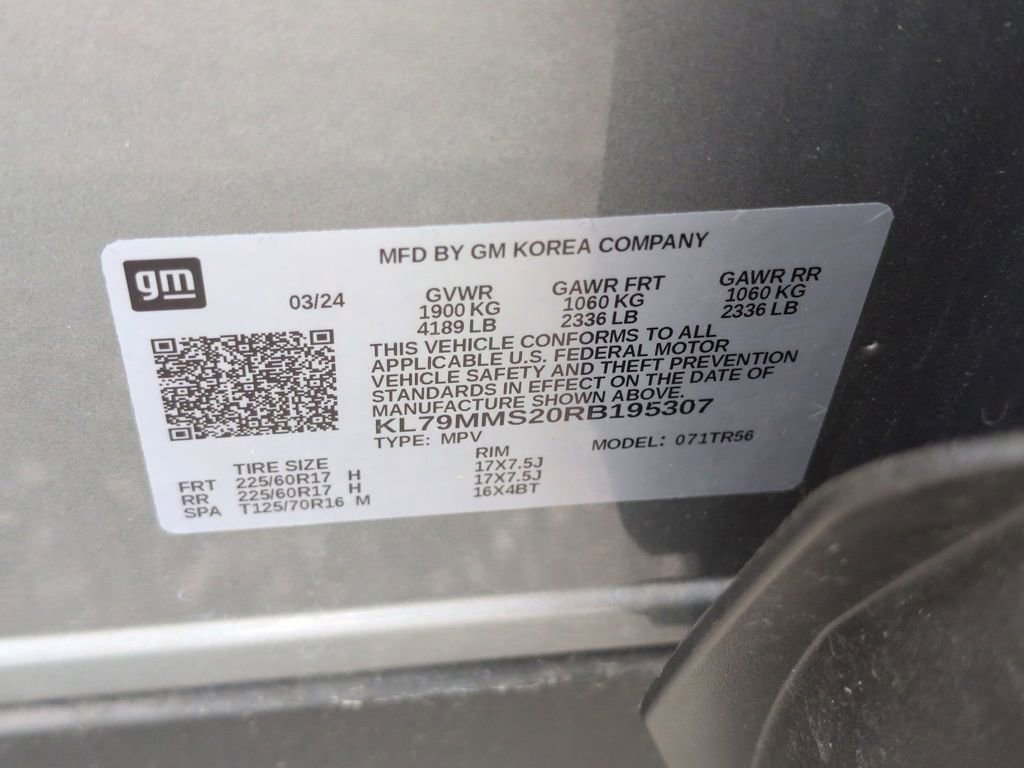 MFD BY GM KOREA COMPANY
gm
03/24
GVWR GAWR FRT GAWR RR
1900 KG 1060 KG 1060 KG
4189 LB 2336 LB 2336 LB
THIS VEHICLE CONFORMS TO ALL
APPLICABLE U.S. FEDERAL MOTOR
VEHICLE SAFETY AND THEFT PREVENTION
STANDARDS IN EFFECT ON THE DATE OF
MANUFACTURE SHOWN ABOVE.
KL79MMS20RB195307
TYPE: MPV MODEL: 071TR56
TIRE SIZE RIM
FRT 225/60R17 H 17X7.5J
RR 225/60R17 H 17X7.5J
SPA T125/70R16 M 16X4BT